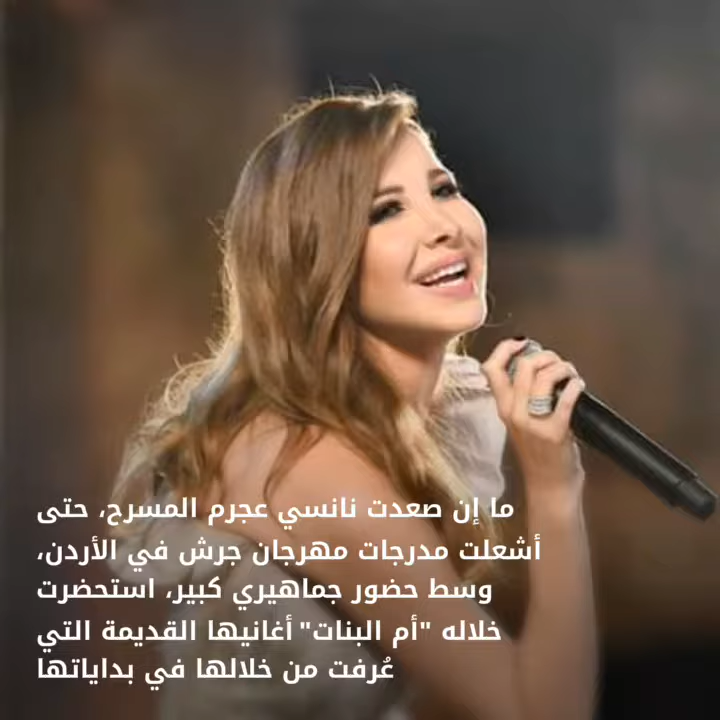 ما إن صعدت نانسي عجرم المسرح، حتى
أشعلت مدرجات مهرجان جرش في الأردن،
وسط حضور جماهيري كبير، استحضرت
خلاله "أم البنات" أغانيها القديمة التي
عُرفت من خلالها في بداياتها